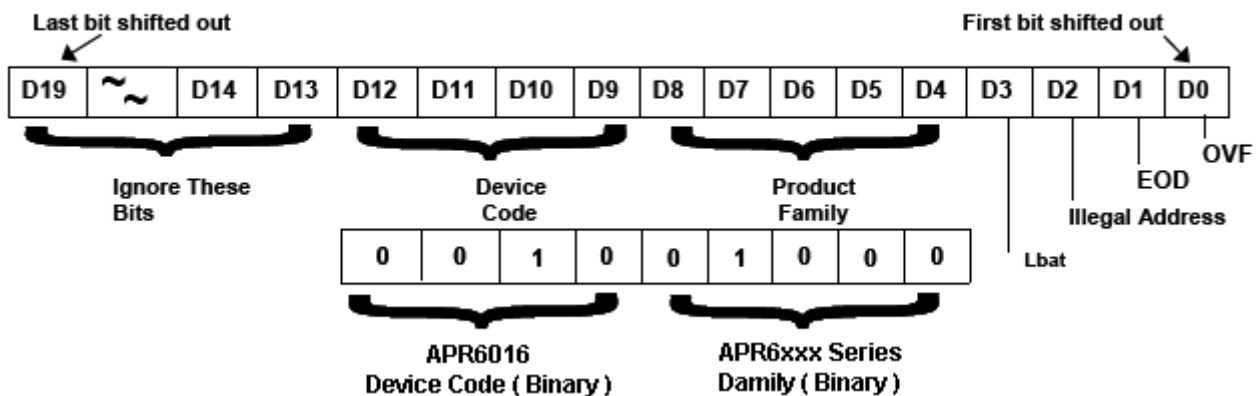 Last bit shifted out First bit shifted out
D19 ~~ D14 D13 D12 D11 D10 D9 D8 D7 D6 D5 D4 D3 D2 D1 D0
OVF
Ignore These Device Product EOD
Bits Code Family Illegal Address
0 0 1 0 0 1 0 0 0 Lbat
APR6016 APR6xxx Series
Device Code ( Binary ) Damily ( Binary )